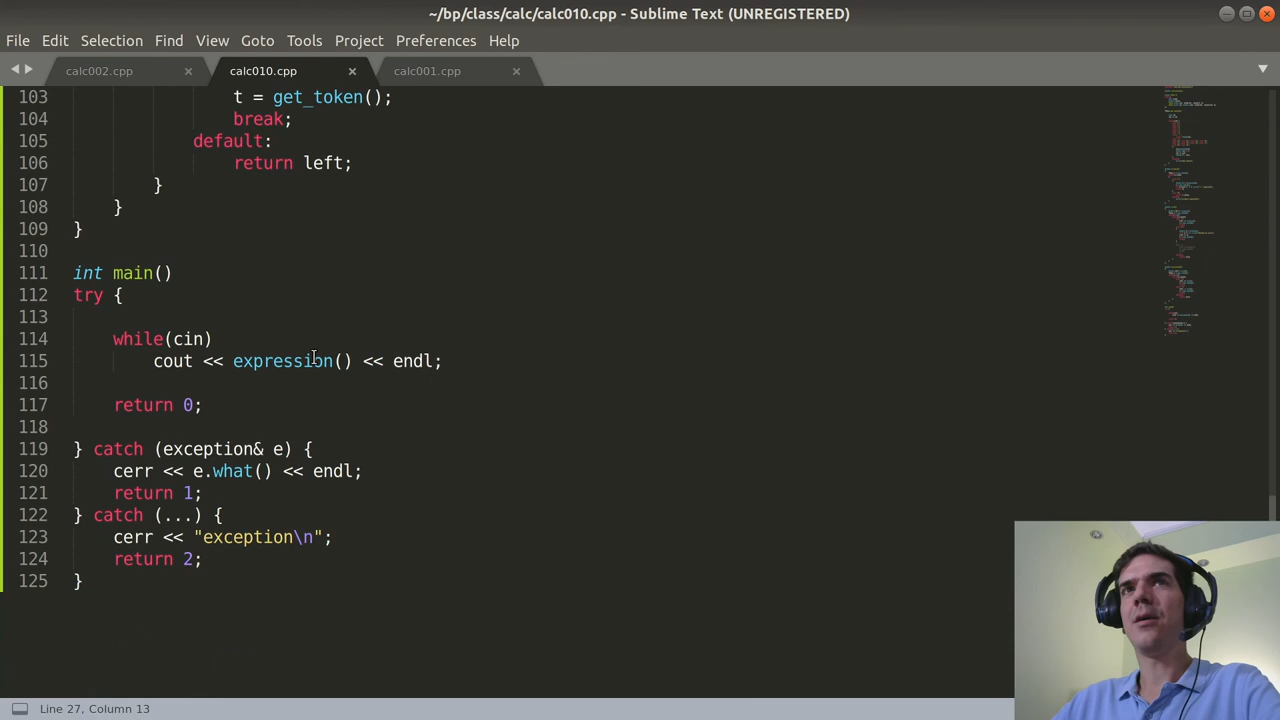 ~/bp/class/calc/calc010.cpp - Sublime Text (UNREGISTERED)
File Edit Selection Find View Goto Tools Project Preferences Help
calc002.cpp calc010.cpp calc001.cpp
103 t = get_token();
104 break;
105 default:
106 return left;
107 }
108 }
109 }
110
111 int main()
112 try {
113
114 while(cin)
115 cout << expression() << endl;
116
117 return 0;
118
119 } catch (exception& e) {
120 cerr << e.what() << endl;
121 return 1;
122 } catch (...) {
123 cerr << "exception\n";
124 return 2;
125 }
Line 27, Column 13